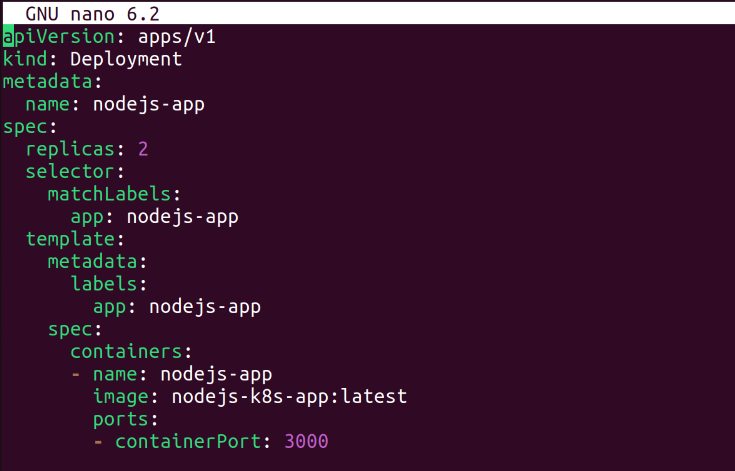 GNU nano 6.2
apiVersion: apps/v1
kind: Deployment
metadata:
  name: nodejs-app
spec:
  replicas: 2
  selector:
    matchLabels:
      app: nodejs-app
  template:
    metadata:
      labels:
        app: nodejs-app
    spec:
      containers:
      - name: nodejs-app
        image: nodejs-k8s-app:latest
        ports:
        - containerPort: 3000